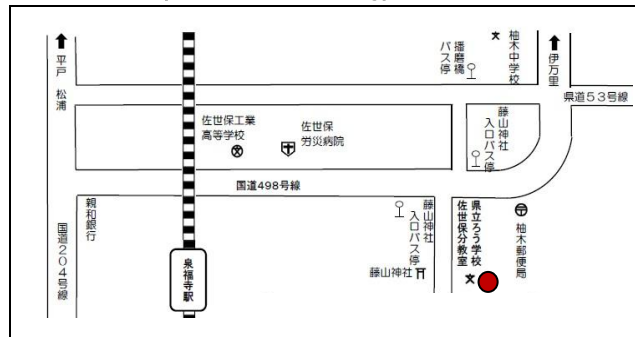 平戸 松浦
播磨橋
バス停
柚木中学校
伊万里
県道53号線
佐世保工業
高等学校
佐世保
労災病院
藤山神社
入口バス停
国道498号線
親和銀行
国道204号線
泉福寺駅
藤山神社
入口バス停
藤山神社
県立ろう学校
佐世保分教室
柚木郵便局